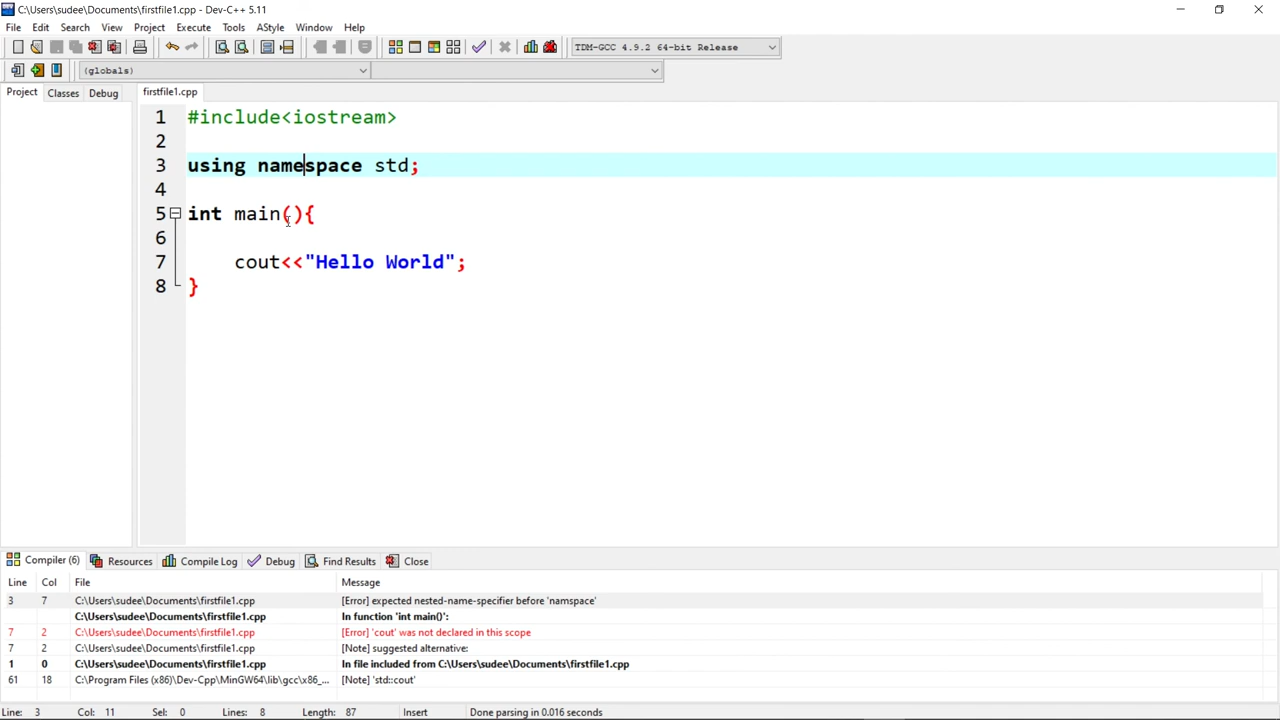 C:\Users\sudee\Documents\firstfile1.cpp - Dev-C++ 5.11
File Edit Search View Project Execute Tools AStyle Window Help
TDM-GCC 4.9.2 64-bit Release
(globals)
Project Classes Debug firstfile1.cpp
1 #include<iostream>
2
3 using namespace std;
4
5 int main(){
6
7 cout<<"Hello World";
8 }
Compiler (6) Resources Compile Log Debug Find Results Close
Line Col File Message
3 7 C:\Users\sudee\Documents\firstfile1.cpp [Error] expected nested-name-specifier before 'namspace'
C:\Users\sudee\Documents\firstfile1.cpp In function 'int main()':
7 2 C:\Users\sudee\Documents\firstfile1.cpp [Error] 'cout' was not declared in this scope
7 2 C:\Users\sudee\Documents\firstfile1.cpp [Note] suggested alternative:
1 0 C:\Users\sudee\Documents\firstfile1.cpp In file included from C:\Users\sudee\Documents\firstfile1.cpp
61 18 C:\Program Files (x86)\Dev-Cpp\MinGW64\lib\gcc\x86_... [Note] 'std::cout'
Line: 3 Col: 11 Sel: 0 Lines: 8 Length: 87 Insert Done parsing in 0.016 seconds